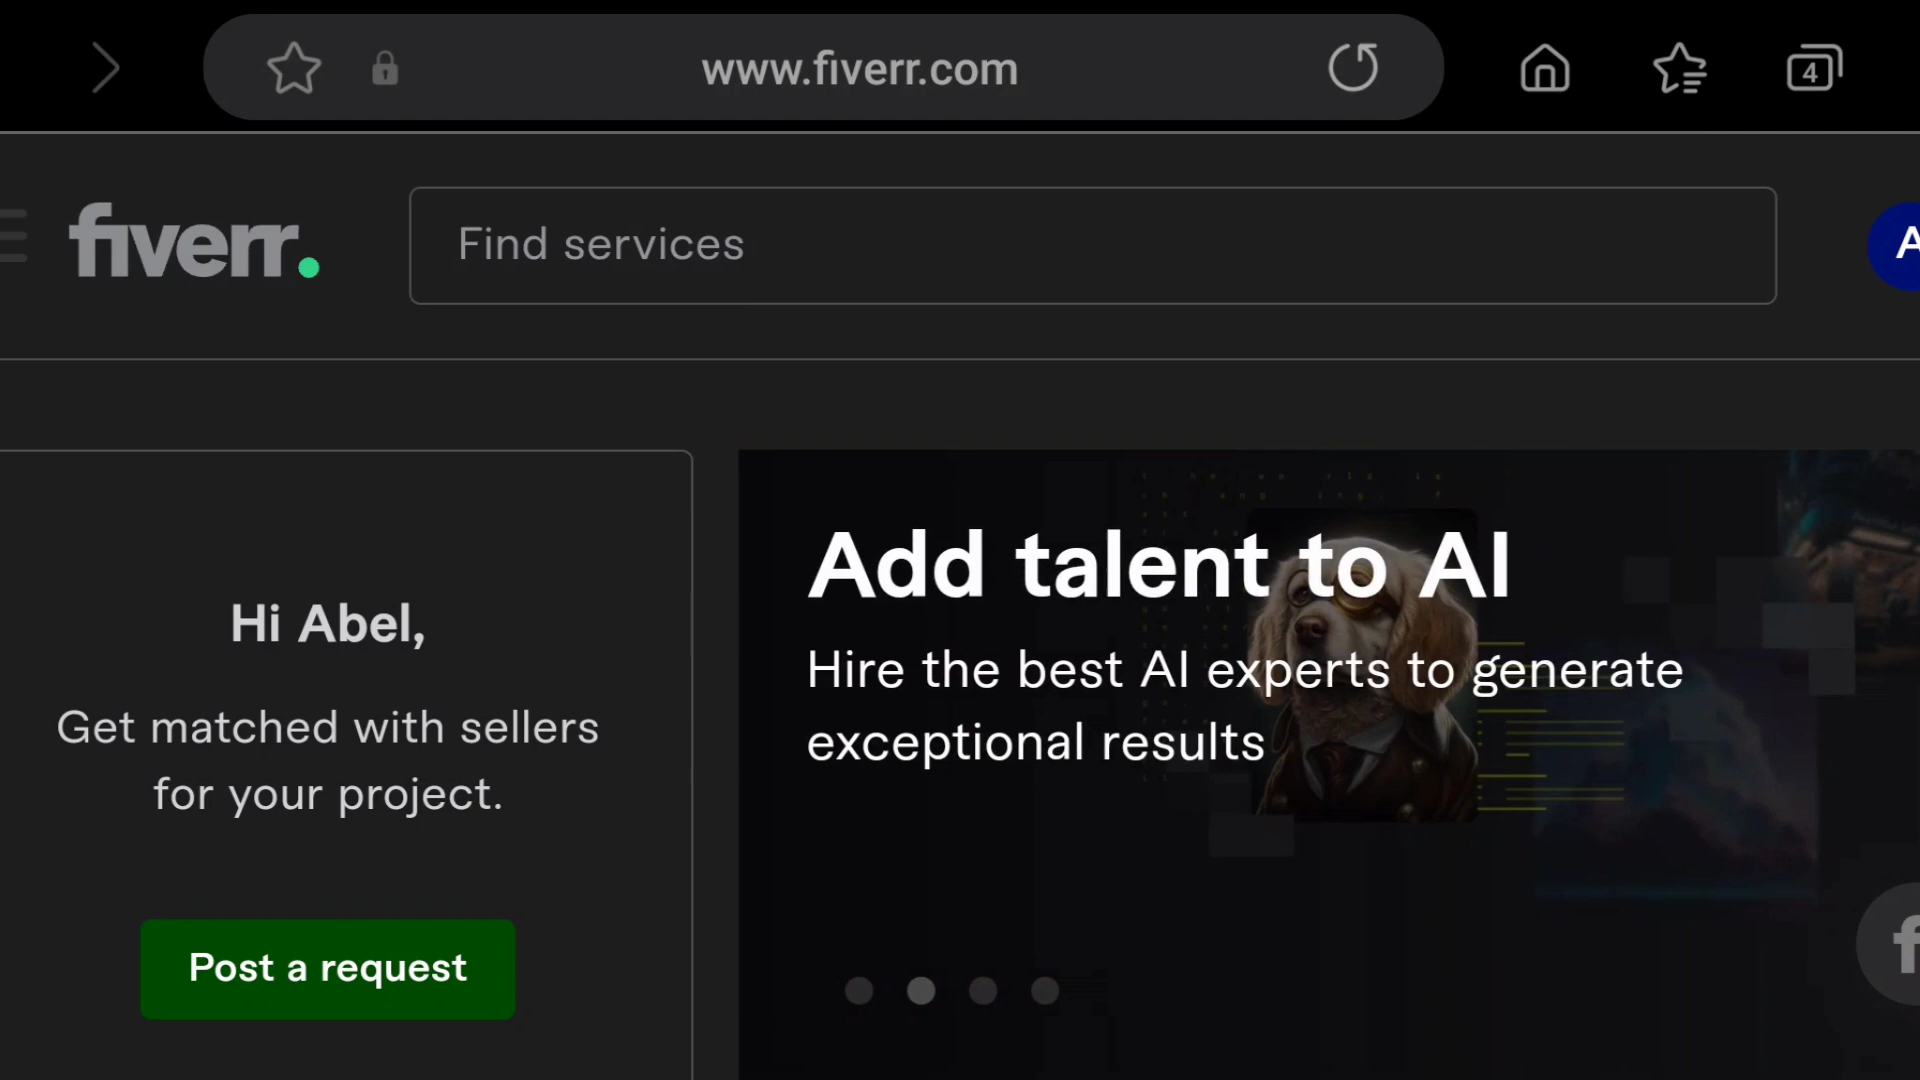 www.fiverr.com
4
fiverr.
Find services
A
Hi Abel,
Get matched with sellers
for your project.
Post a request
Add talent to AI
Hire the best AI experts to generate
exceptional results
f